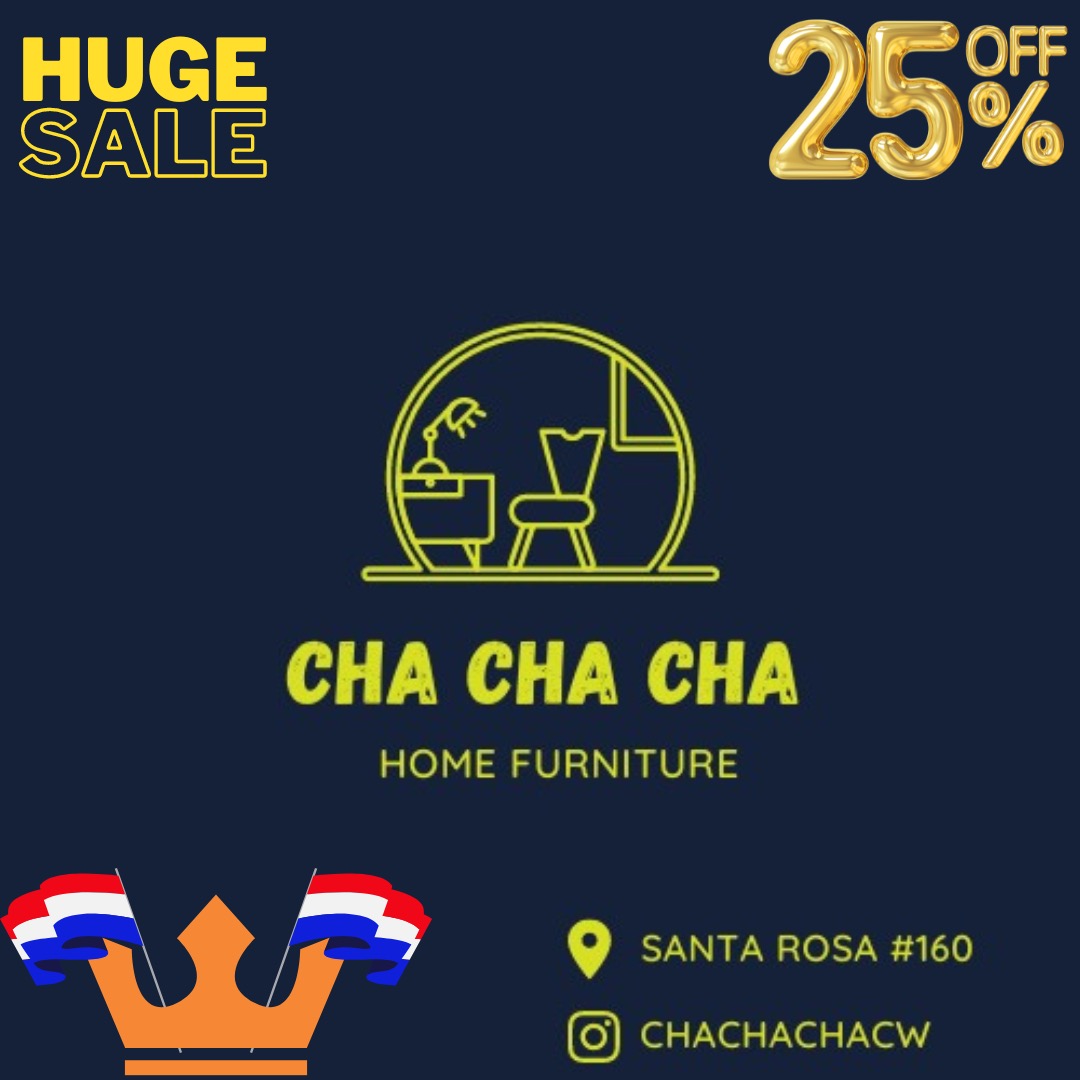 HUGE
SALE
25% OFF
CHA CHA CHA
HOME FURNITURE
SANTA ROSA #160
CHACHACHACW